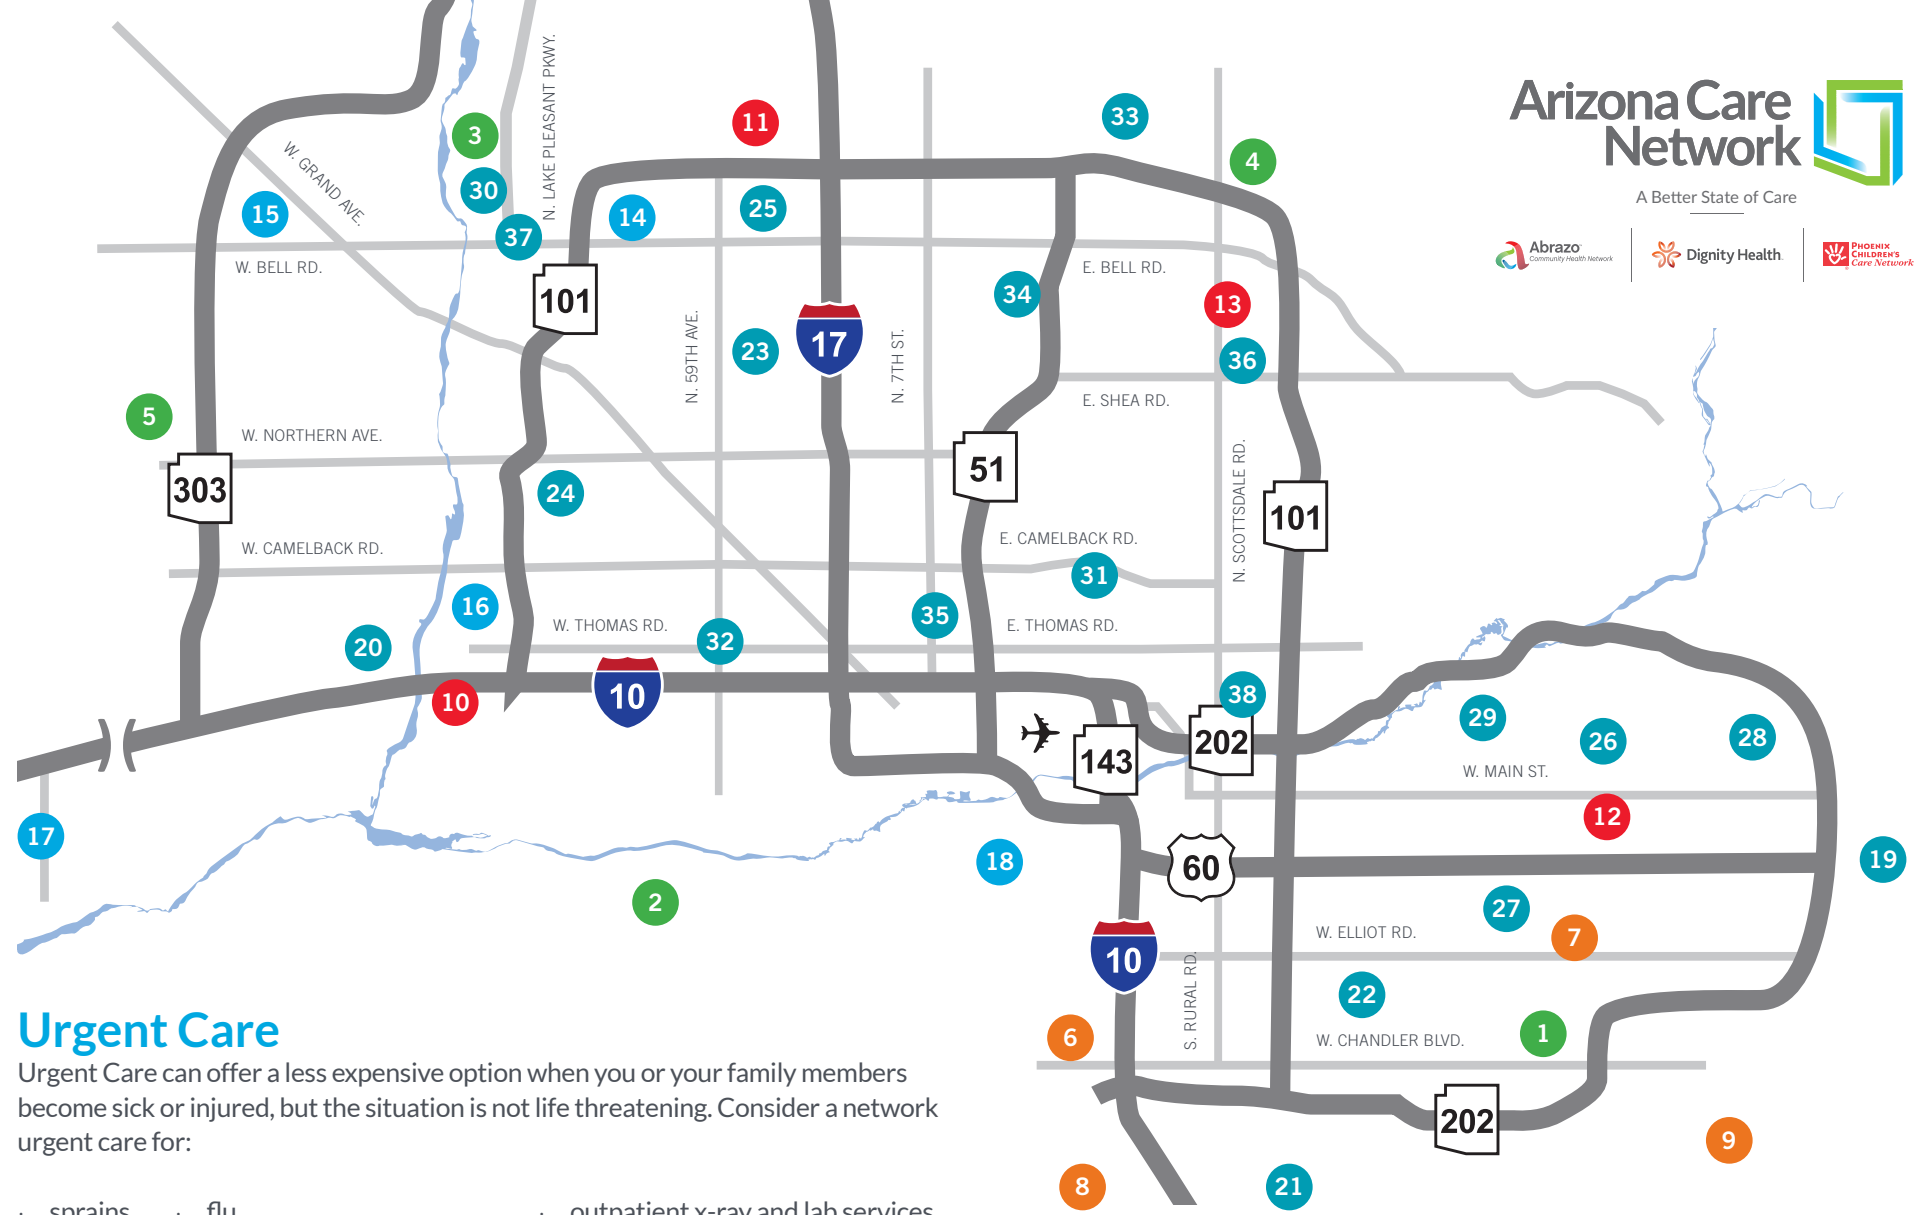 Arizona Care
Network
A Better State of Care
Abrazo
Community Health Network
Dignity Health
PHOENIX
CHILDREN'S
Care Network
N. LAKE PLEASANT PKWY.
W. GRAND AVE.
3
11
33
4
30
15
14
25
37
W. BELL RD.
E. BELL RD.
101
34
13
17
N. 59TH AVE.
23
N. 7TH ST.
36
E. SHEA RD.
5
W. NORTHERN AVE.
303
24
51
N. SCOTTSDALE RD.
101
W. CAMELBACK RD.
E. CAMELBACK RD.
31
16
35
W. THOMAS RD.
E. THOMAS RD.
20
32
10
10
38
29
26
28
202
143
W. MAIN ST.
12
17
18
60
19
2
27
7
W. ELLIOT RD.
10
22
S. RURAL RD.
6
1
W. CHANDLER BLVD.
202
9
8
21
Urgent Care
Urgent Care can offer a less expensive option when you or your family members
become sick or injured, but the situation is not life threatening. Consider a network
urgent care for:
· sprains · flu · outpatient x-ray and lab services